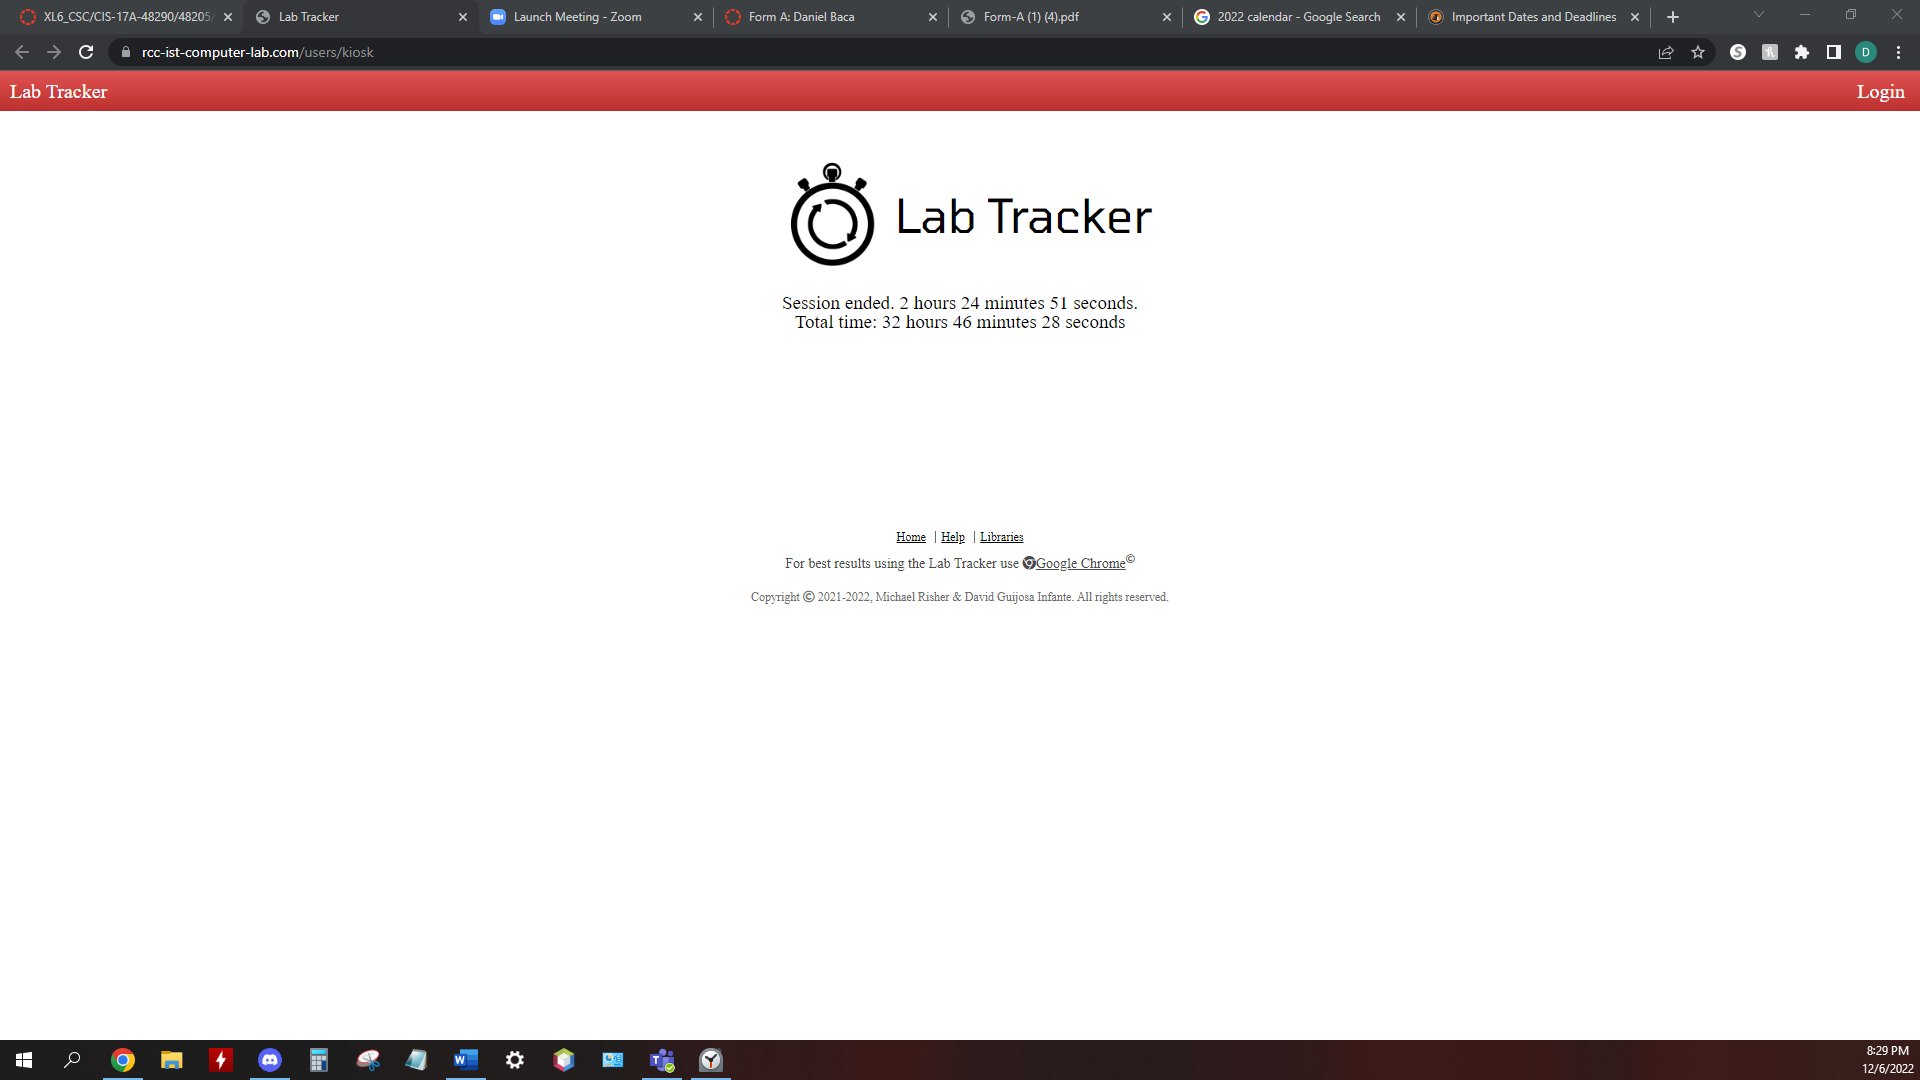 XL6_CSC/CIS-17A-48290/48205/
Lab Tracker
Launch Meeting - Zoom
Form A: Daniel Baca
Form-A (1) (4).pdf
2022 calendar - Google Search
Important Dates and Deadlines
rcc-ist-computer-lab.com/users/kiosk
D
Lab Tracker
Login
Lab Tracker
Session ended. 2 hours 24 minutes 51 seconds.
Total time: 32 hours 46 minutes 28 seconds
Home | Help | Libraries
For best results using the Lab Tracker use Google Chrome©
Copyright © 2021-2022, Michael Risher & David Guijosa Infante. All rights reserved.
8:29 PM
12/6/2022